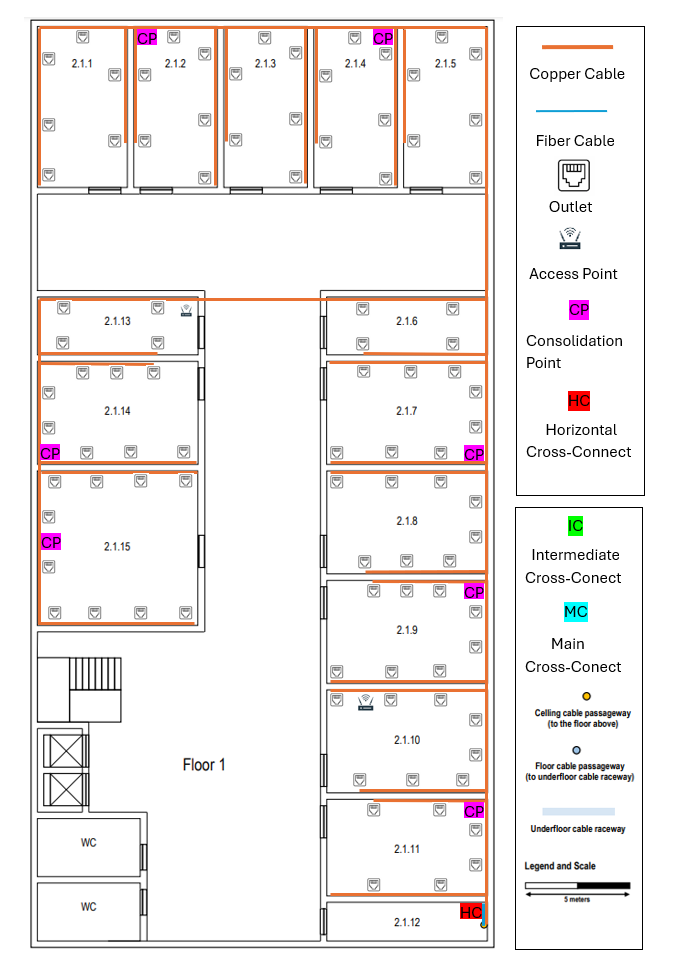 CP
CP
2.1.1
2.1.2
2.1.3
2.1.4
2.1.5
2.1.13
2.1.6
2.1.14
2.1.7
CP
CP
2.1.8
CP
2.1.15
CP
2.1.9
2.1.10
Floor 1
CP
WC
2.1.11
WC
HC
2.1.12
Copper Cable
Fiber Cable
Outlet
Access Point
CP
Consolidation
Point
HC
Horizontal
Cross-Connect
IC
Intermediate
Cross-Conect
MC
Main
Cross-Conect
Celling cable passageway
(to the floor above)
Floor cable passageway
(to underfloor cable raceway)
Underfloor cable raceway
Legend and Scale
5 meters